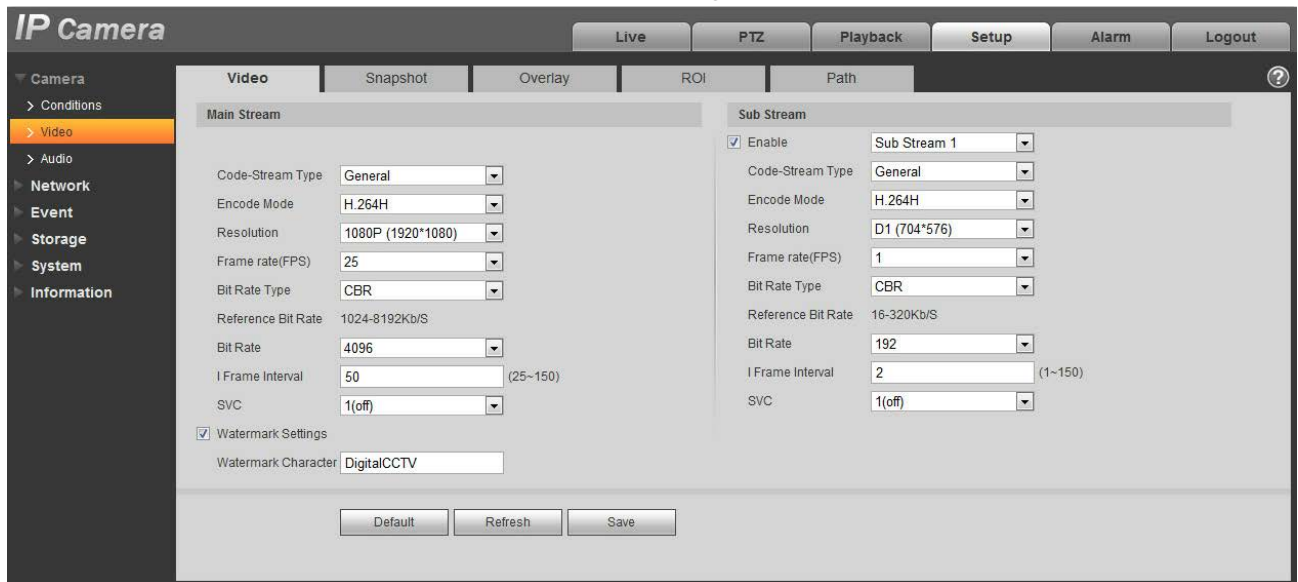 IP Camera
Live PTZ Playback Setup Alarm Logout
Camera
Conditions
Video
Audio
Network
Event
Storage
System
Information
Video Snapshot Overlay ROI Path
?
Main Stream
Code-Stream Type General
Encode Mode H.264H
Resolution 1080P (1920*1080)
Frame rate(FPS) 25
Bit Rate Type CBR
Reference Bit Rate 1024-8192Kb/S
Bit Rate 4096
I Frame Interval 50 (25~150)
SVC 1(off)
Watermark Settings
Watermark Character DigitalCCTV
Sub Stream
Enable Sub Stream 1
Code-Stream Type General
Encode Mode H.264H
Resolution D1 (704*576)
Frame rate(FPS) 1
Bit Rate Type CBR
Reference Bit Rate 16-320Kb/S
Bit Rate 192
I Frame Interval 2 (1~150)
SVC 1(off)
Default Refresh Save